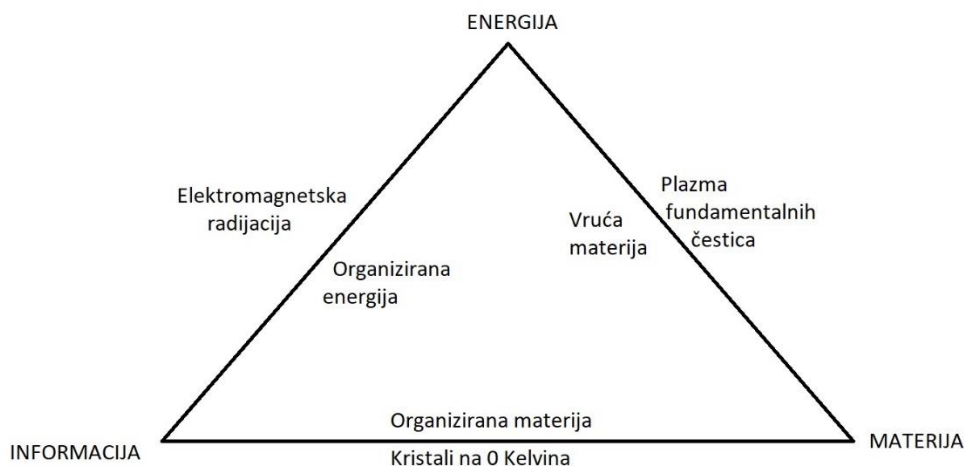 ENERGIJA
Elektromagnetska
radijacija
Organizirana
energija
Plazma
fundamentalnih
čestica
Vruća
materija
Organizirana materija
INFORMACIJA
MATERIJA
Kristali na 0 Kelvina